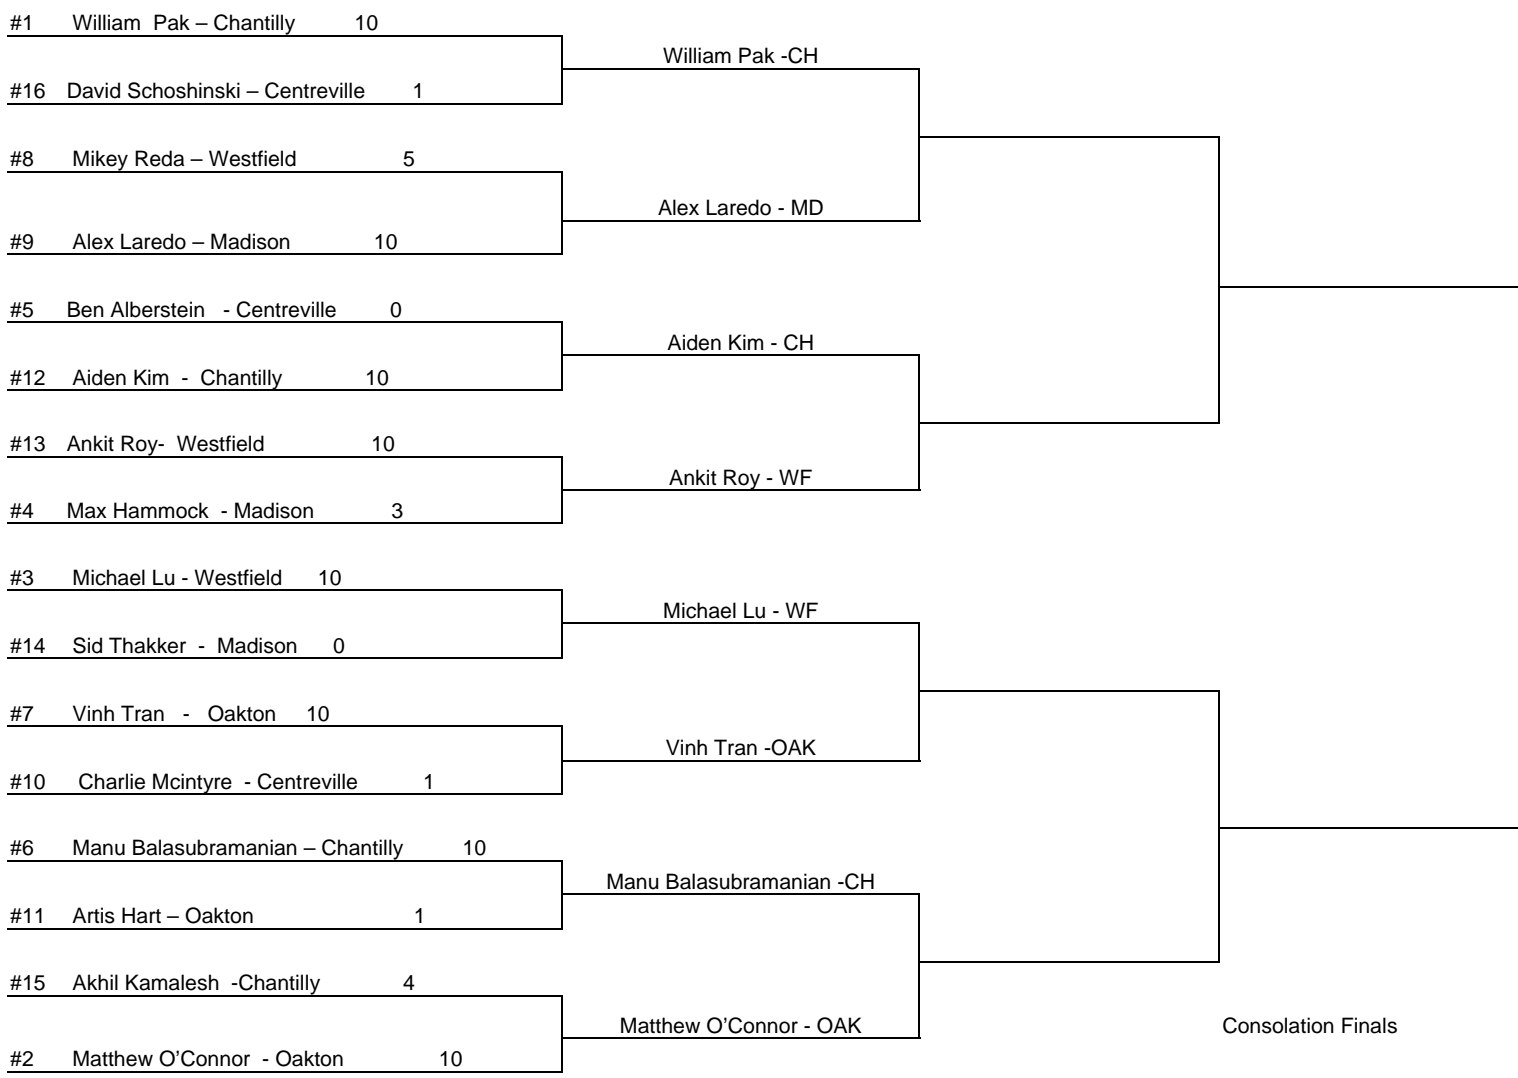 #1 William Pak – Chantilly 10
William Pak -CH
#16 David Schoshinski – Centreville 1
#8 Mikey Reda – Westfield 5
Alex Laredo - MD
#9 Alex Laredo – Madison 10
#5 Ben Alberstein - Centreville 0
Aiden Kim - CH
#12 Aiden Kim - Chantilly 10
#13 Ankit Roy- Westfield 10
Ankit Roy - WF
#4 Max Hammock - Madison 3
#3 Michael Lu - Westfield 10
Michael Lu - WF
#14 Sid Thakker - Madison 0
#7 Vinh Tran - Oakton 10
Vinh Tran -OAK
#10 Charlie Mcintyre - Centreville 1
#6 Manu Balasubramanian – Chantilly 10
Manu Balasubramanian -CH
#11 Artis Hart – Oakton 1
#15 Akhil Kamalesh -Chantilly 4
Matthew O’Connor - OAK
Consolation Finals
#2 Matthew O’Connor - Oakton 10